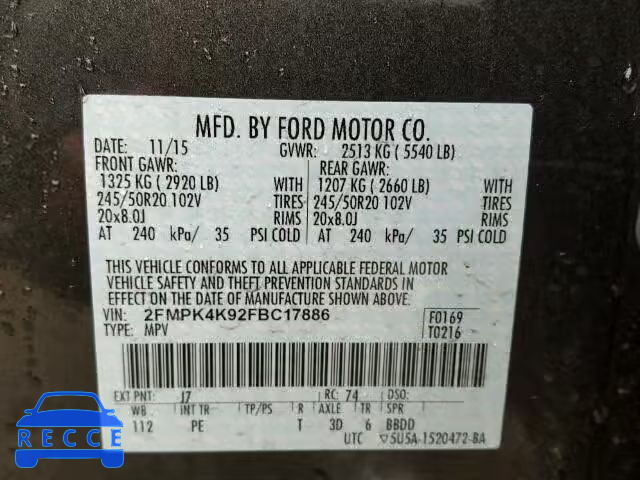 MFD. BY FORD MOTOR CO.
DATE: 11/15 GVWR: 2513 KG ( 5540 LB)
FRONT GAWR: REAR GAWR:
1325 KG ( 2920 LB) WITH 1207 KG ( 2660 LB) WITH
245/50R20 102V TIRES 245/50R20 102V TIRES
20x8.0J RIMS 20x8.0J RIMS
AT 240 kPa/ 35 PSI COLD AT 240 kPa/ 35 PSI COLD
THIS VEHICLE CONFORMS TO ALL APPLICABLE FEDERAL MOTOR
VEHICLE SAFETY AND THEFT PREVENTION STANDARDS
IN EFFECT ON THE DATE OF MANUFACTURE SHOWN ABOVE.
VIN: 2FMPK4K92FBC17886 F0169
TYPE: MPV T0216
EXT PNT: J7 RC: 74 DSO:
WB INT TR TP/PS R AXLE TR SPR
112 PE T 3D 6 BBDD
UTC ▽5U5A-1520472-BA
RECCE